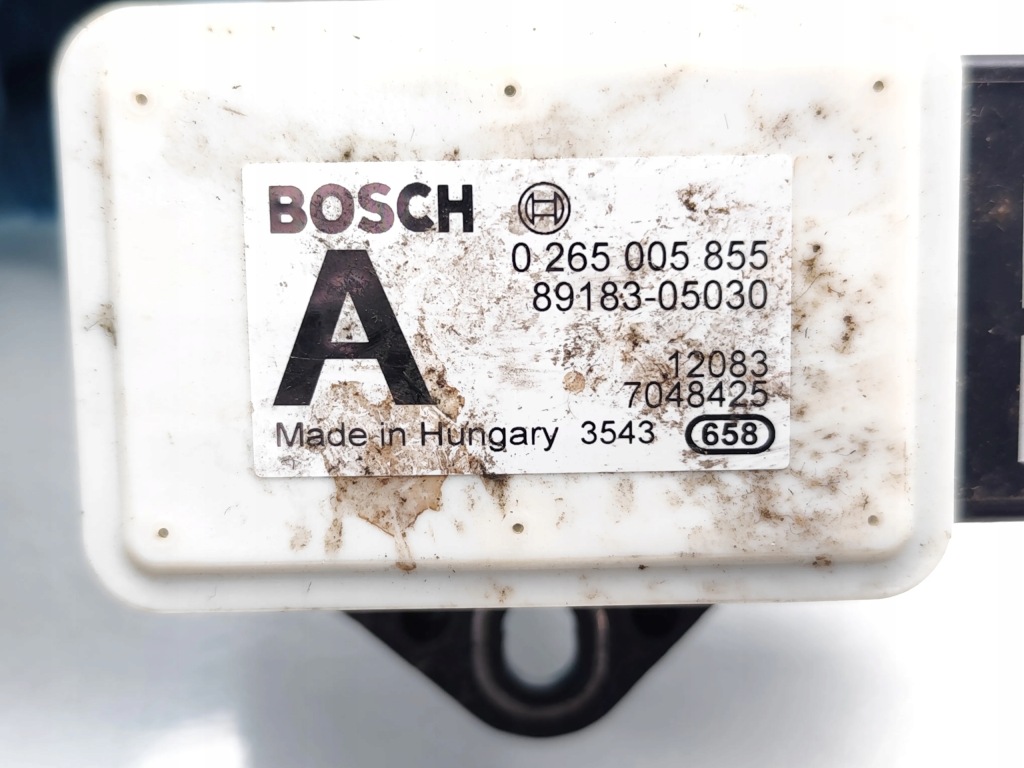 BOSCH
A
0 265 005 855
89183-05030
12083
7048425
Made in Hungary 3543 658